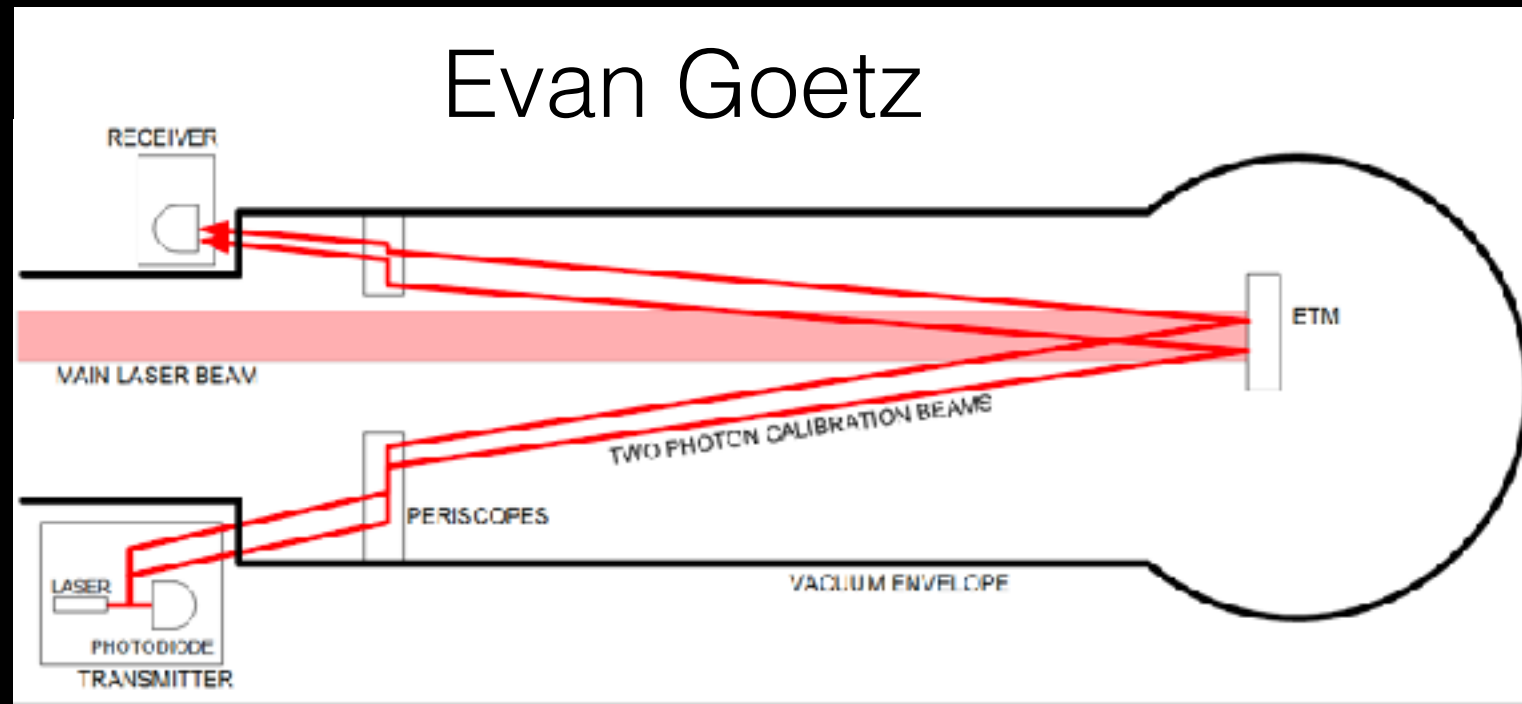 Evan Goetz
RECEIVER
ETM
MAIN LASER BEAM
TWO PHOTON CALIBRATION BEAMS
PERISCOPES
VACUUM ENVELOPE
LASER
PHOTODIODE
TRANSMITTER